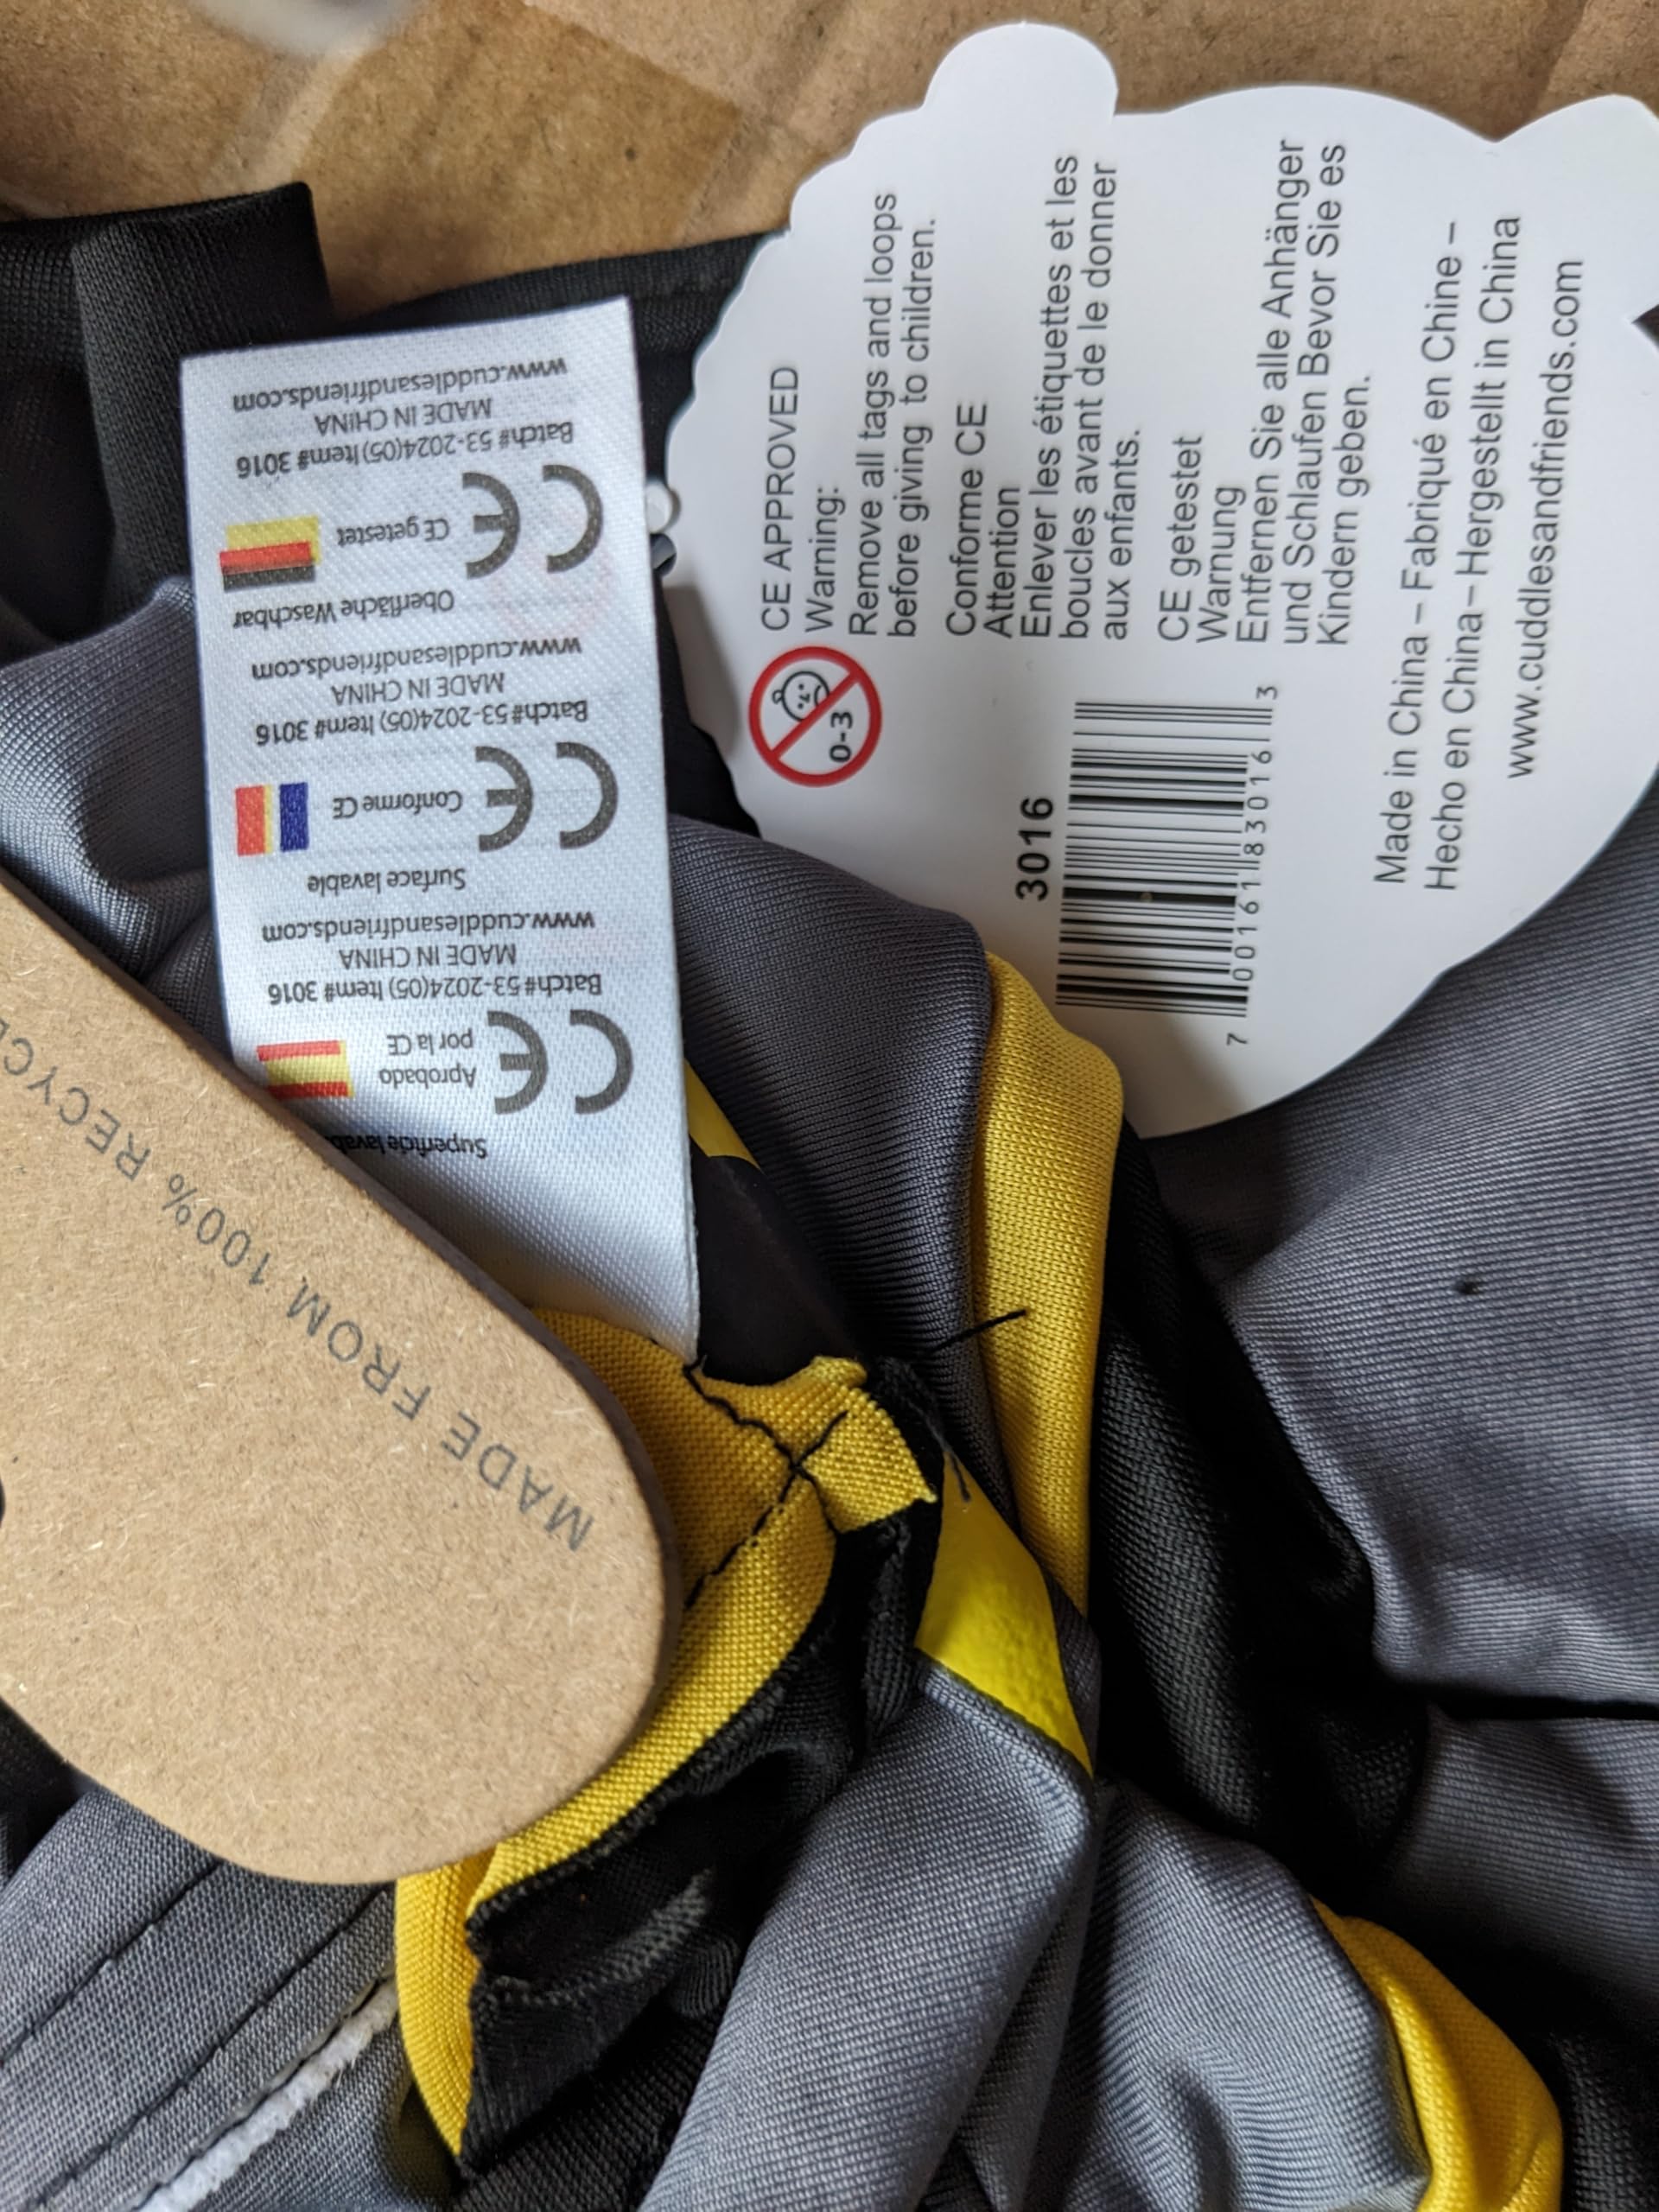 CE APPROVED
Warning:
Remove all tags and loops
before giving to children.
Conforme CE
Attention
Enlever les étiquettes et les
boucles avant de le donner
aux enfants.
CE getestet
Warnung
Entfernen Sie alle Anhänger
und Schlaufen Bevor Sie es
Kindern geben.
0-3
3016
7 00161 83016 3
Made in China – Fabriqué en Chine –
Hecho en China – Hergestellt in China
www.cuddlesandfriends.com
Superficie
Aprobado
por la CE
CE
Batch#53-2024(05) Item# 3016
MADE IN CHINA
www.cuddlesandfriends.com
Surface lavable
Conforme CE
CE
Batch#53-2024(05) Item# 3016
MADE IN CHINA
www.cuddlesandfriends.com
Oberfläche Waschbar
CE getestet
CE
Batch#53-2024(05) Item# 3016
MADE IN CHINA
www.cuddlesandfriends.com
MADE FROM 100%